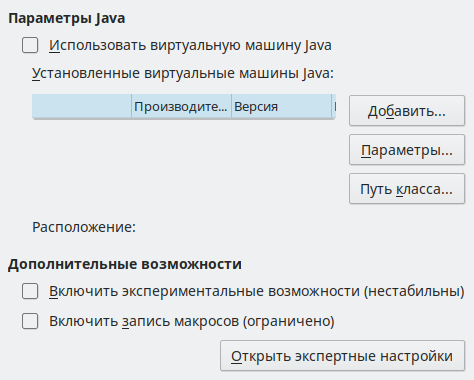 Параметры Java
Использовать виртуальную машину Java
Установленные виртуальные машины Java:
Производите... Версия
Добавить...
Параметры...
Путь класса...
Расположение:
Дополнительные возможности
Включить экспериментальные возможности (нестабильны)
Включить запись макросов (ограничено)
Открыть экспертные настройки